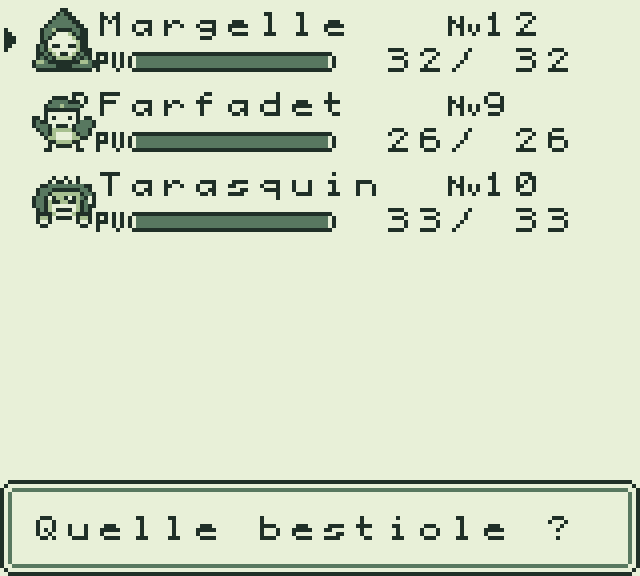 Margelle Nv12
PV 32/ 32
Farfadet Nv9
PV 26/ 26
Tarasquin Nv10
PV 33/ 33
Quelle bestiole ?